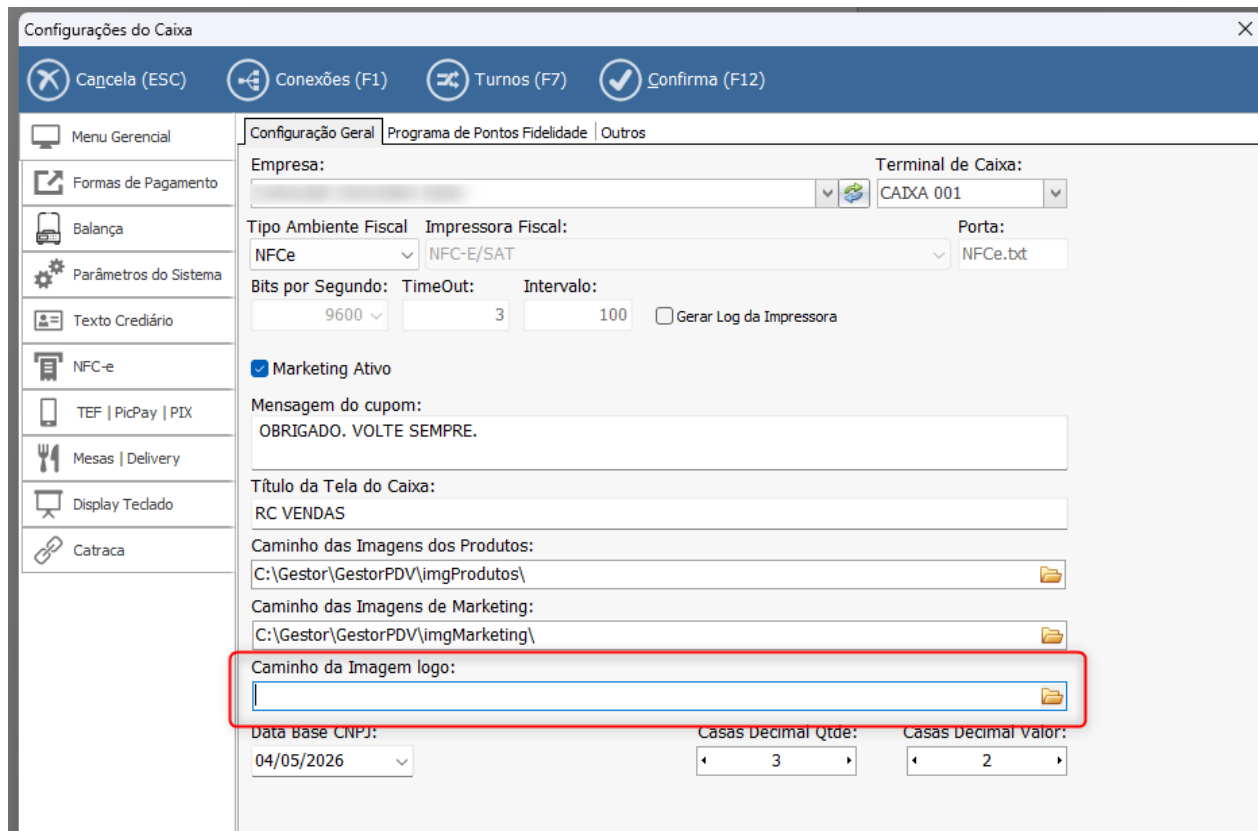 Configurações do Caixa
Cancela (ESC) Conexões (F1) Turnos (F7) Confirma (F12)
Menu Gerencial
Formas de Pagamento
Balança
Parâmetros do Sistema
Texto Crediário
NFC-e
TEF | PicPay | PIX
Mesas | Delivery
Display Teclado
Catraca
Configuração Geral Programa de Pontos Fidelidade Outros
Empresa: Terminal de Caixa:
CAIXA 001
Tipo Ambiente Fiscal Impressora Fiscal: Porta:
NFCe NFC-E/SAT NFCe.txt
Bits por Segundo: TimeOut: Intervalo:
9600 3 100 Gerar Log da Impressora
Marketing Ativo
Mensagem do cupom:
OBRIGADO. VOLTE SEMPRE.
Título da Tela do Caixa:
RC VENDAS
Caminho das Imagens dos Produtos:
C:\Gestor\GestorPDV\imgProdutos\
Caminho das Imagens de Marketing:
C:\Gestor\GestorPDV\imgMarketing\
Caminho da Imagem logo:
Data Base CNPJ: Casas Decimal Qtde: Casas Decimal Valor:
04/05/2026 3 2